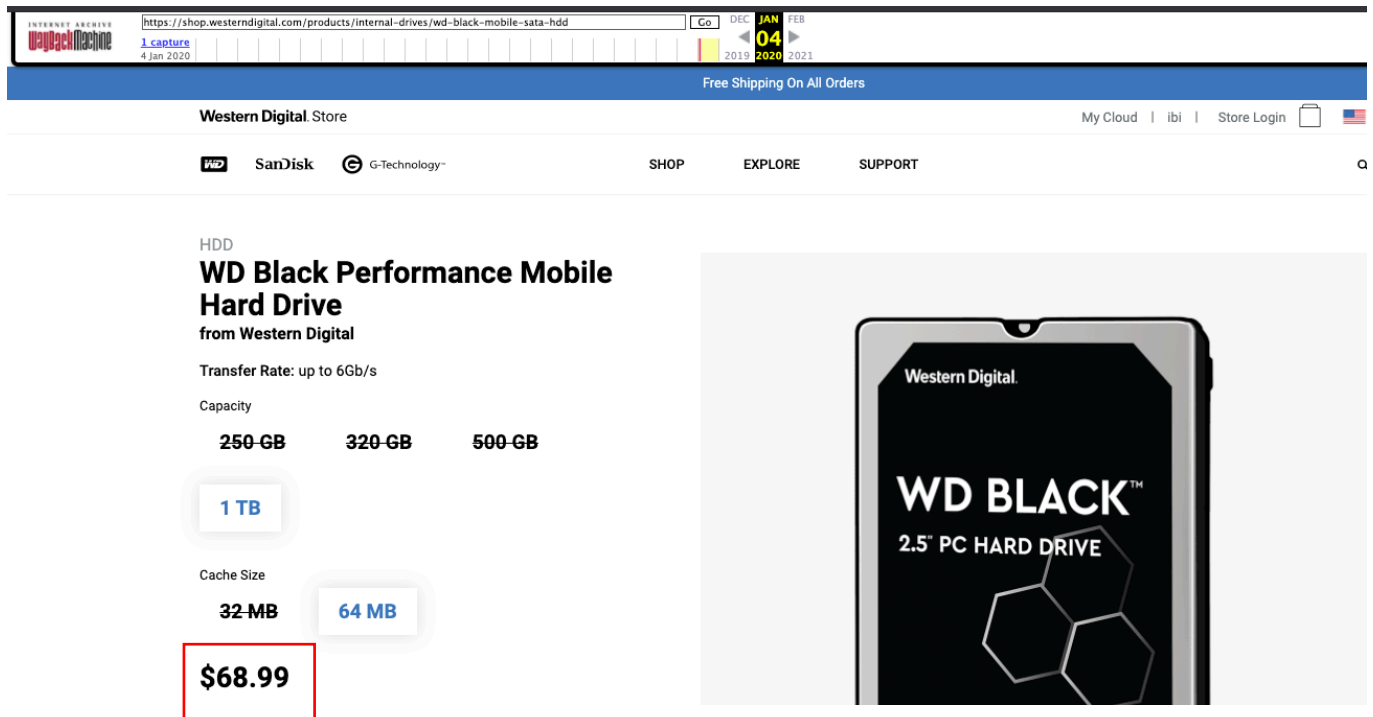 INTERNET ARCHIVE
WayBackMachine
https://shop.westerndigital.com/products/internal-drives/wd-black-mobile-sata-hdd
Go
DEC JAN FEB
1 capture
04
4 Jan 2020
2019 2020 2021
Free Shipping On All Orders
Western Digital. Store
My Cloud | ibi | Store Login
WD SanDisk G-Technology™
SHOP EXPLORE SUPPORT
HDD
WD Black Performance Mobile
Hard Drive
from Western Digital
Transfer Rate: up to 6Gb/s
Capacity
250 GB 320 GB 500 GB
1 TB
Cache Size
32 MB 64 MB
$68.99
Western Digital.
WD BLACK™
2.5" PC HARD DRIVE